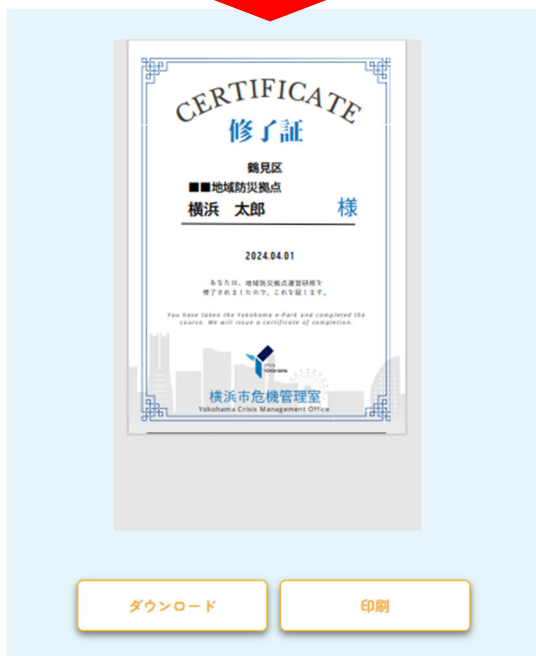 CERTIFICATE
修了証
鶴見区
■■地域防災拠点
横浜 太郎 様
2024.04.01
あなたは、地域防災拠点運営研修を
修了されましたので、これを証します。
You have taken the Yokohama e-Park and completed the
course. We will issue a certificate of completion.
OPEN
YOKOHAMA
横浜市危機管理室
Yokohama Crisis Management Office
ダウンロード
印刷